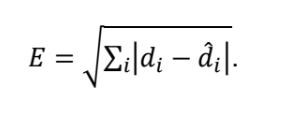 E = √(∑ᵢ|dᵢ − d̂ᵢ|).